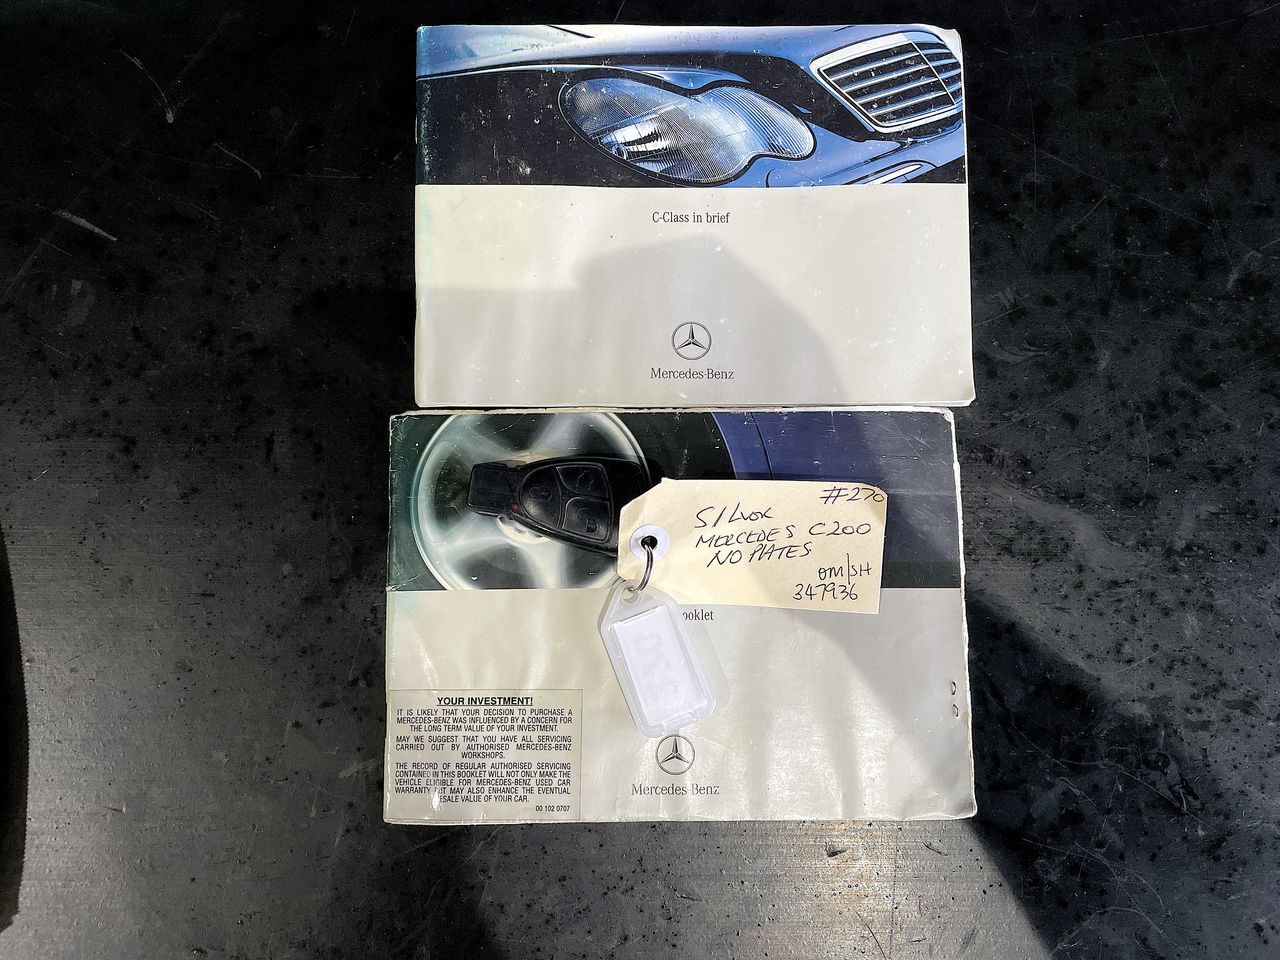 C-Class in brief
Mercedes-Benz
#270
SILVER
MERCEDES C200
NO PLATES
OM/SH
347936
ooklet
YOUR INVESTMENT!
IT IS LIKELY THAT YOUR DECISION TO PURCHASE A
MERCEDES-BENZ WAS INFLUENCED BY A CONCERN FOR
THE LONG TERM VALUE OF YOUR INVESTMENT.
MAY WE SUGGEST THAT YOU HAVE ALL SERVICING
CARRIED OUT BY AUTHORISED MERCEDES-BENZ
WORKSHOPS.
THE RECORD OF REGULAR AUTHORISED SERVICING
CONTAINED IN THIS BOOKLET WILL NOT ONLY MAKE THE
VEHICLE ELIGIBLE FOR MERCEDES-BENZ USED CAR
WARRANTY BUT MAY ALSO ENHANCE THE EVENTUAL
RESALE VALUE OF YOUR CAR.
00 102 0707
Mercedes-Benz